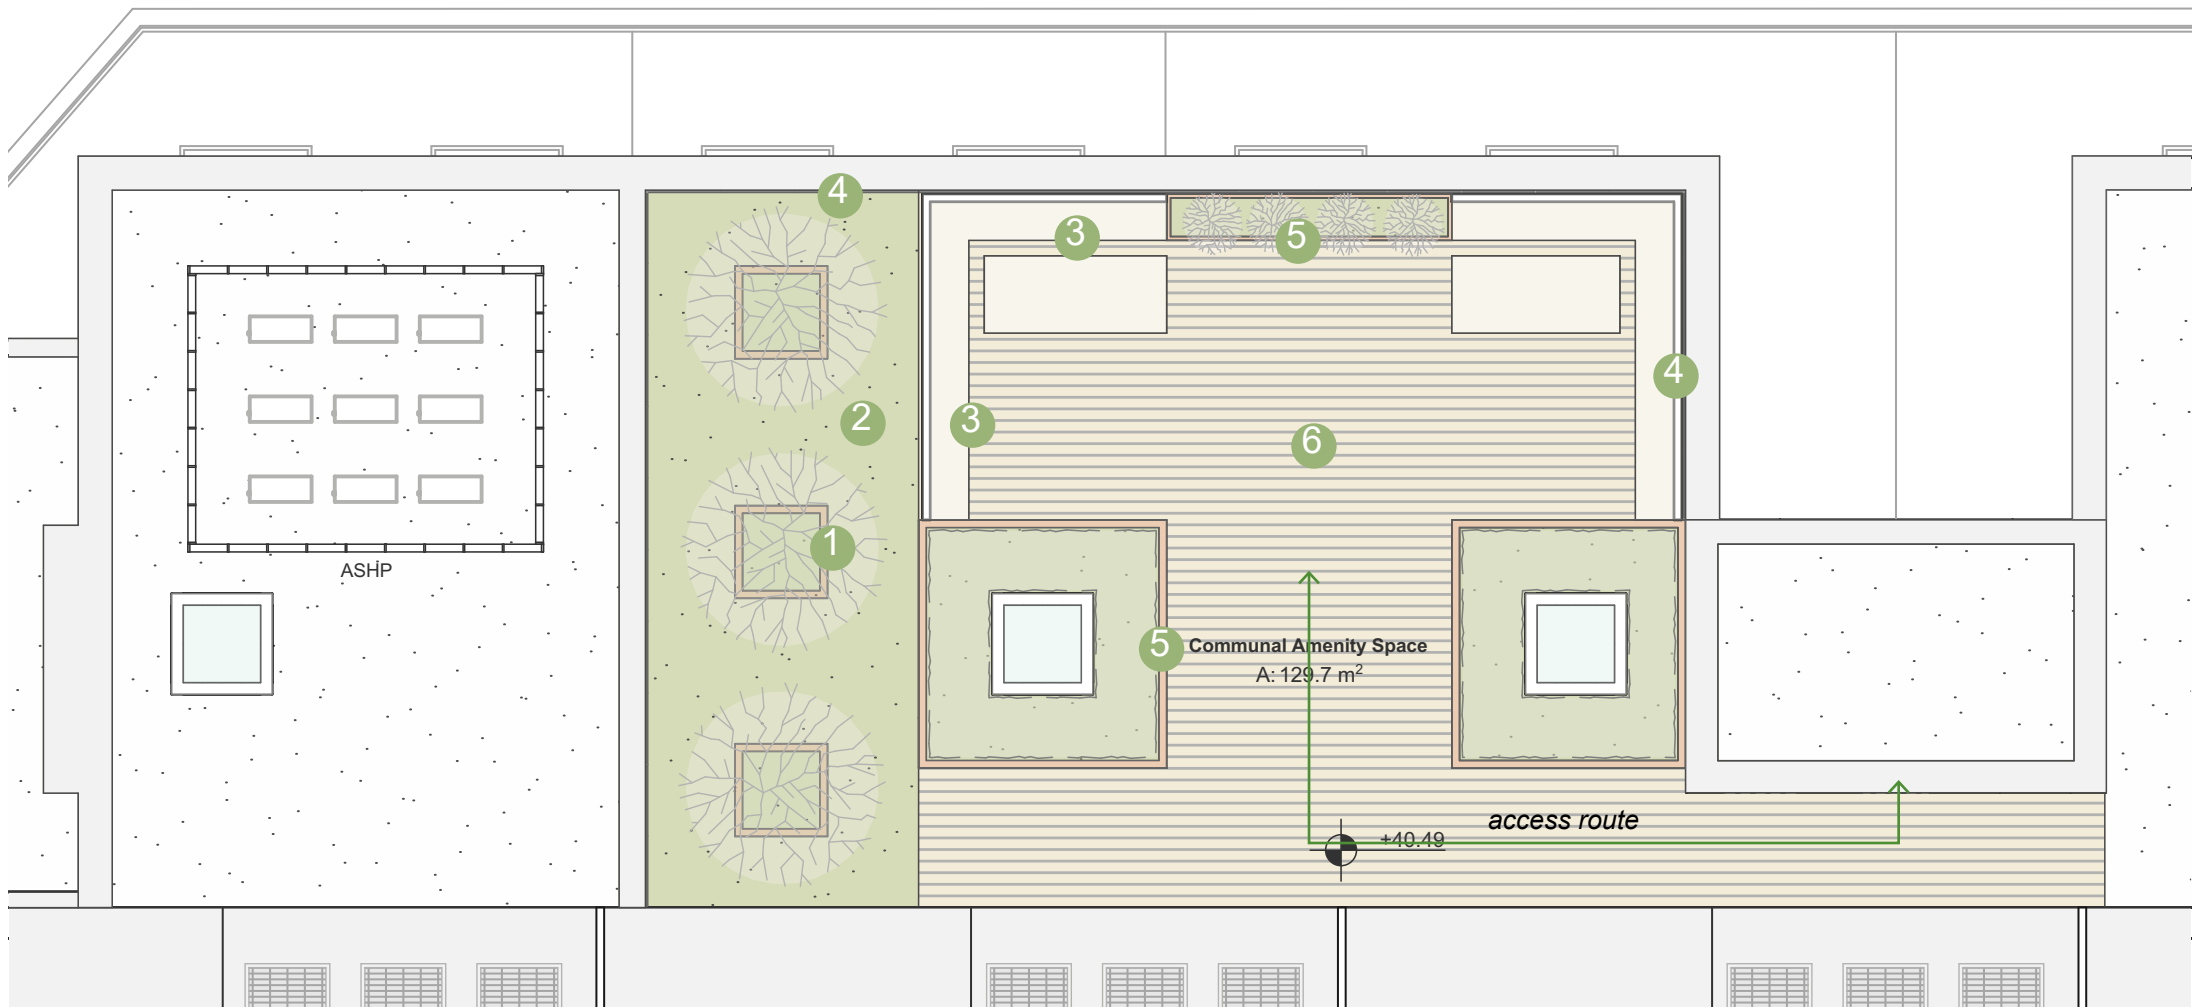 4
3
5
4
2
3
6
1
ASHP
5
Communal Amenity Space
A: 129.7 m²
access route
+40.49